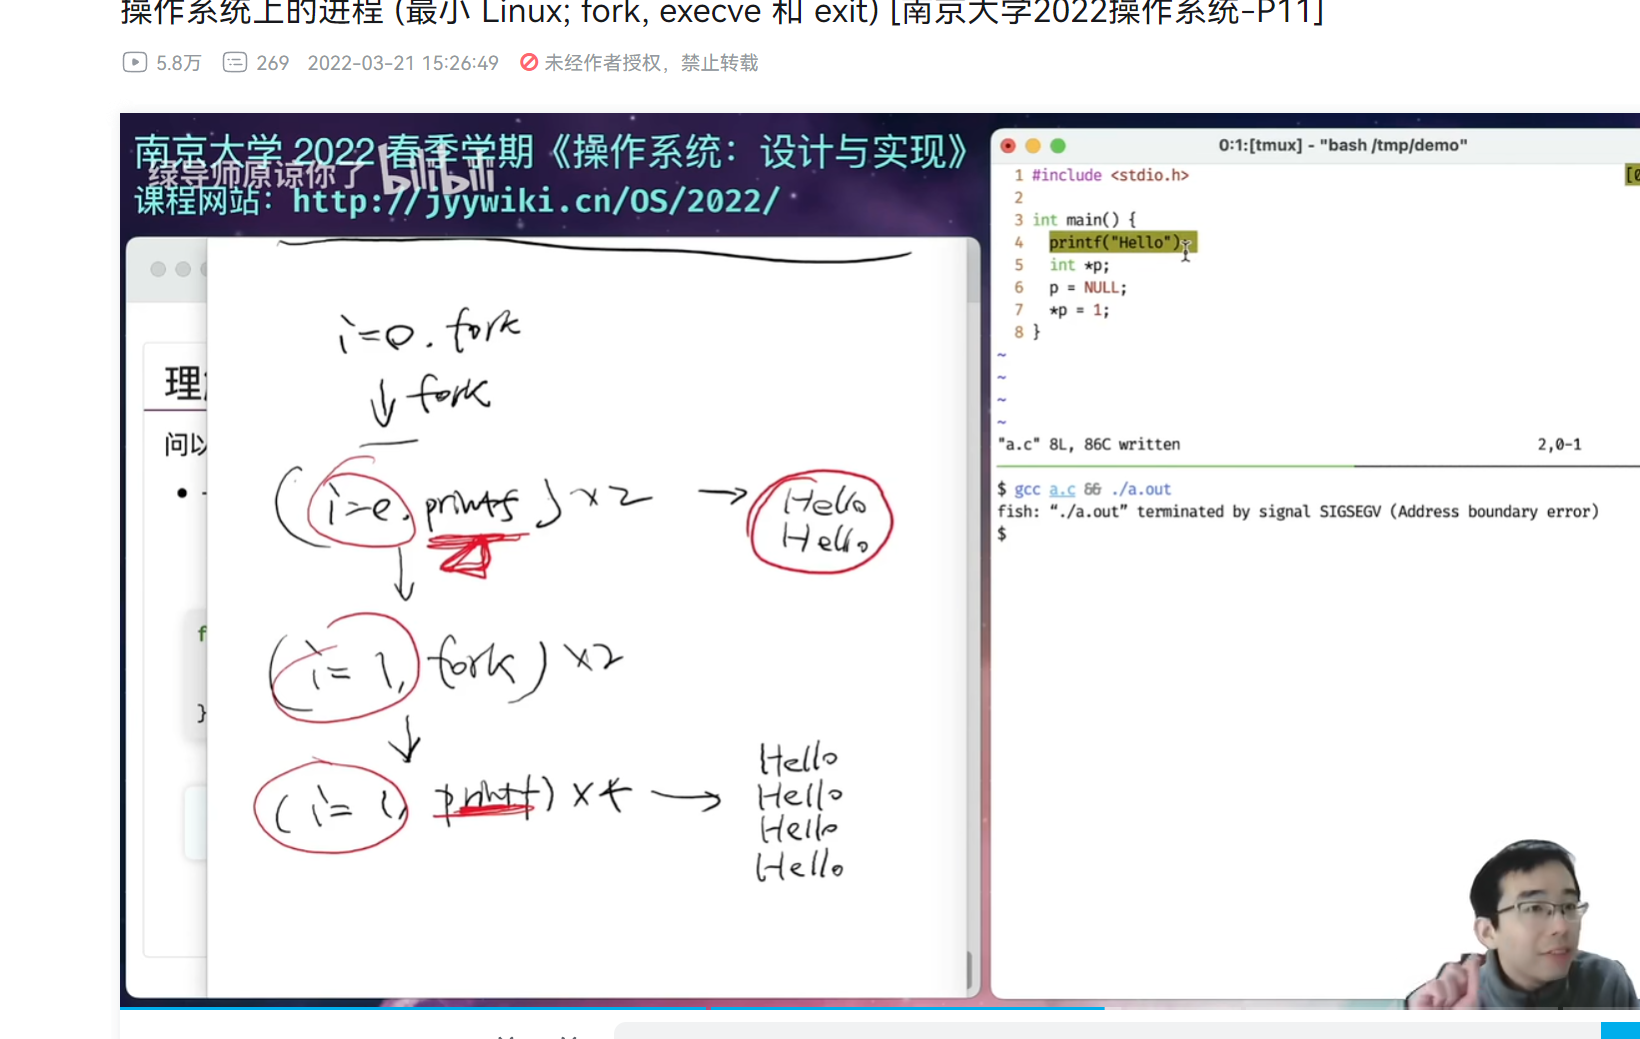 操作系统上的进程 (最小 Linux; fork, execve 和 exit) [南京大学2022操作系统-P11]
5.8万 269 2022-03-21 15:26:49 未经作者授权，禁止转载
南京大学 2022 春季学期《操作系统：设计与实现》
绿导师原谅你了 bilibili
课程网站：http://jyywiki.cn/OS/2022/
理
问以
f
}
i=0. fork
↓ fork
(i=0. printf) ×2 → Hello
Hello
↓
(i=1, fork) ×2
↓
(i=1, printf) ×4 → Hello
Hello
Hello
Hello
0:1:[tmux] - "bash /tmp/demo"
1 #include <stdio.h>
2
3 int main() {
4 printf("Hello");
5 int *p;
6 p = NULL;
7 *p = 1;
8 }
~
~
~
~
"a.c" 8L, 86C written 2,0-1
$ gcc a.c && ./a.out
fish: “./a.out” terminated by signal SIGSEGV (Address boundary error)
$